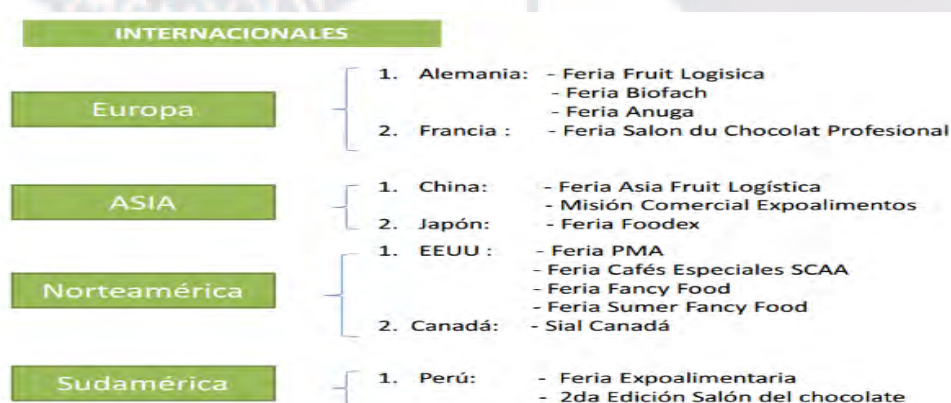 INTERNACIONALES
Europa
1. Alemania: - Feria Fruit Logisica
- Feria Biofach
- Feria Anuga
2. Francia : - Feria Salon du Chocolat Profesional
ASIA
1. China: - Feria Asia Fruit Logística
- Misión Comercial Expoalimentos
2. Japón: - Feria Foodex
Norteamérica
1. EEUU : - Feria PMA
- Feria Cafés Especiales SCAA
- Feria Fancy Food
- Feria Sumer Fancy Food
2. Canadá: - Sial Canadá
Sudamérica
1. Perú: - Feria Expoalimentaria
- 2da Edición Salón del chocolate